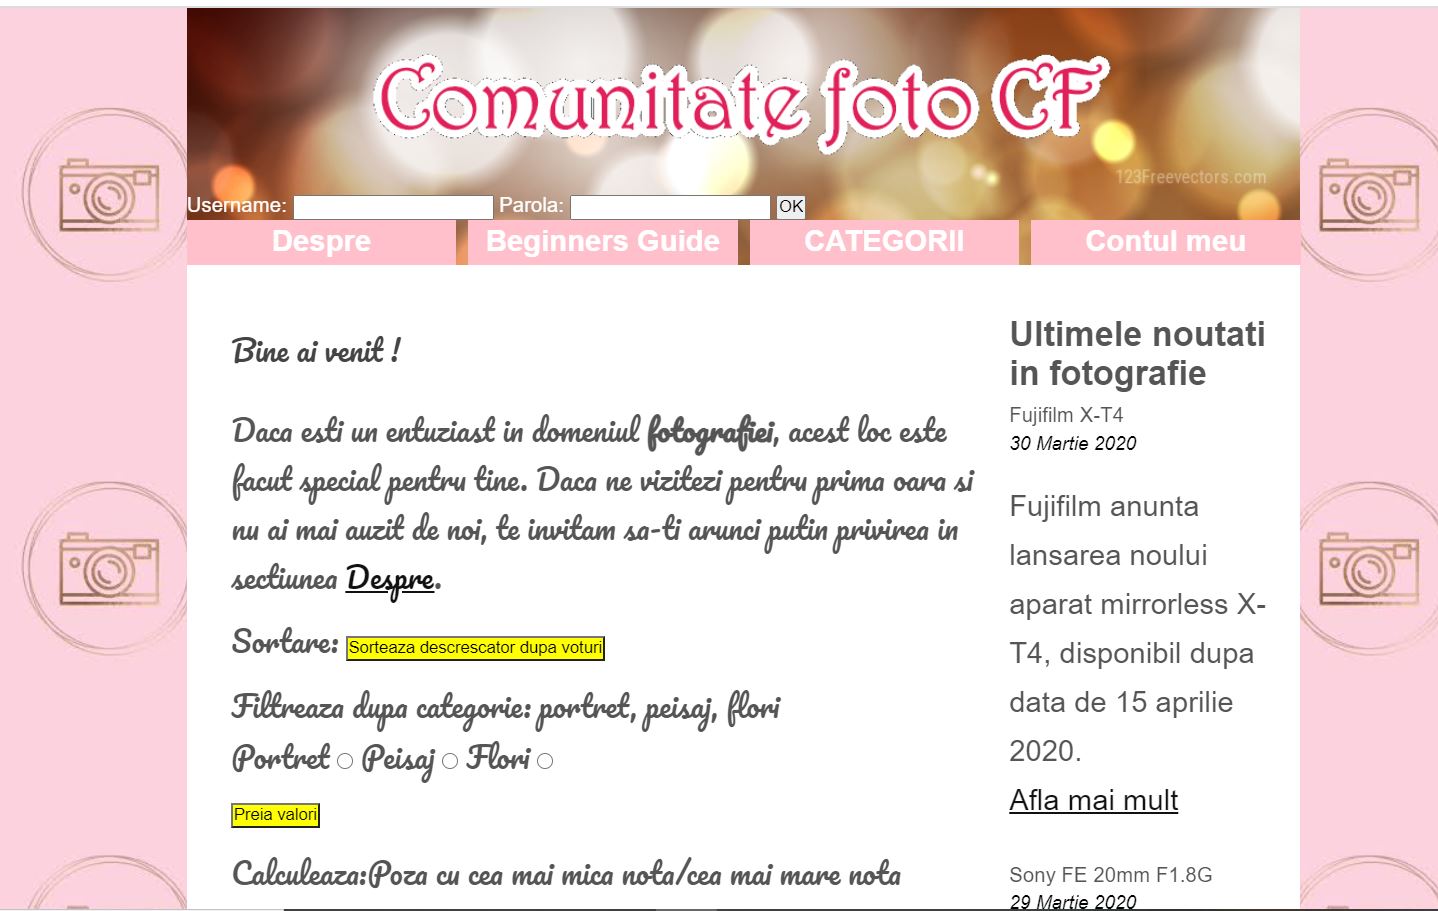 Comunitate foto CF
123Freevectors.com
Username: Parola: OK
Despre Beginners Guide CATEGORII Contul meu
Bine ai venit !
Daca esti un entuziast in domeniul fotografiei, acest loc este
facut special pentru tine. Daca ne vizitezi pentru prima oara si
nu ai mai auzit de noi, te invitam sa-ti arunci putin privirea in
sectiunea Despre.
Sortare: Sorteaza descrescator dupa voturi
Filtreaza dupa categorie: portret, peisaj, flori
Portret Peisaj Flori
Preia valori
Calculeaza:Poza cu cea mai mica nota/cea mai mare nota
Ultimele noutati
in fotografie
Fujifilm X-T4
30 Martie 2020
Fujifilm anunta
lansarea noului
aparat mirrorless X-
T4, disponibil dupa
data de 15 aprilie
2020.
Afla mai mult
Sony FE 20mm F1.8G
29 Martie 2020